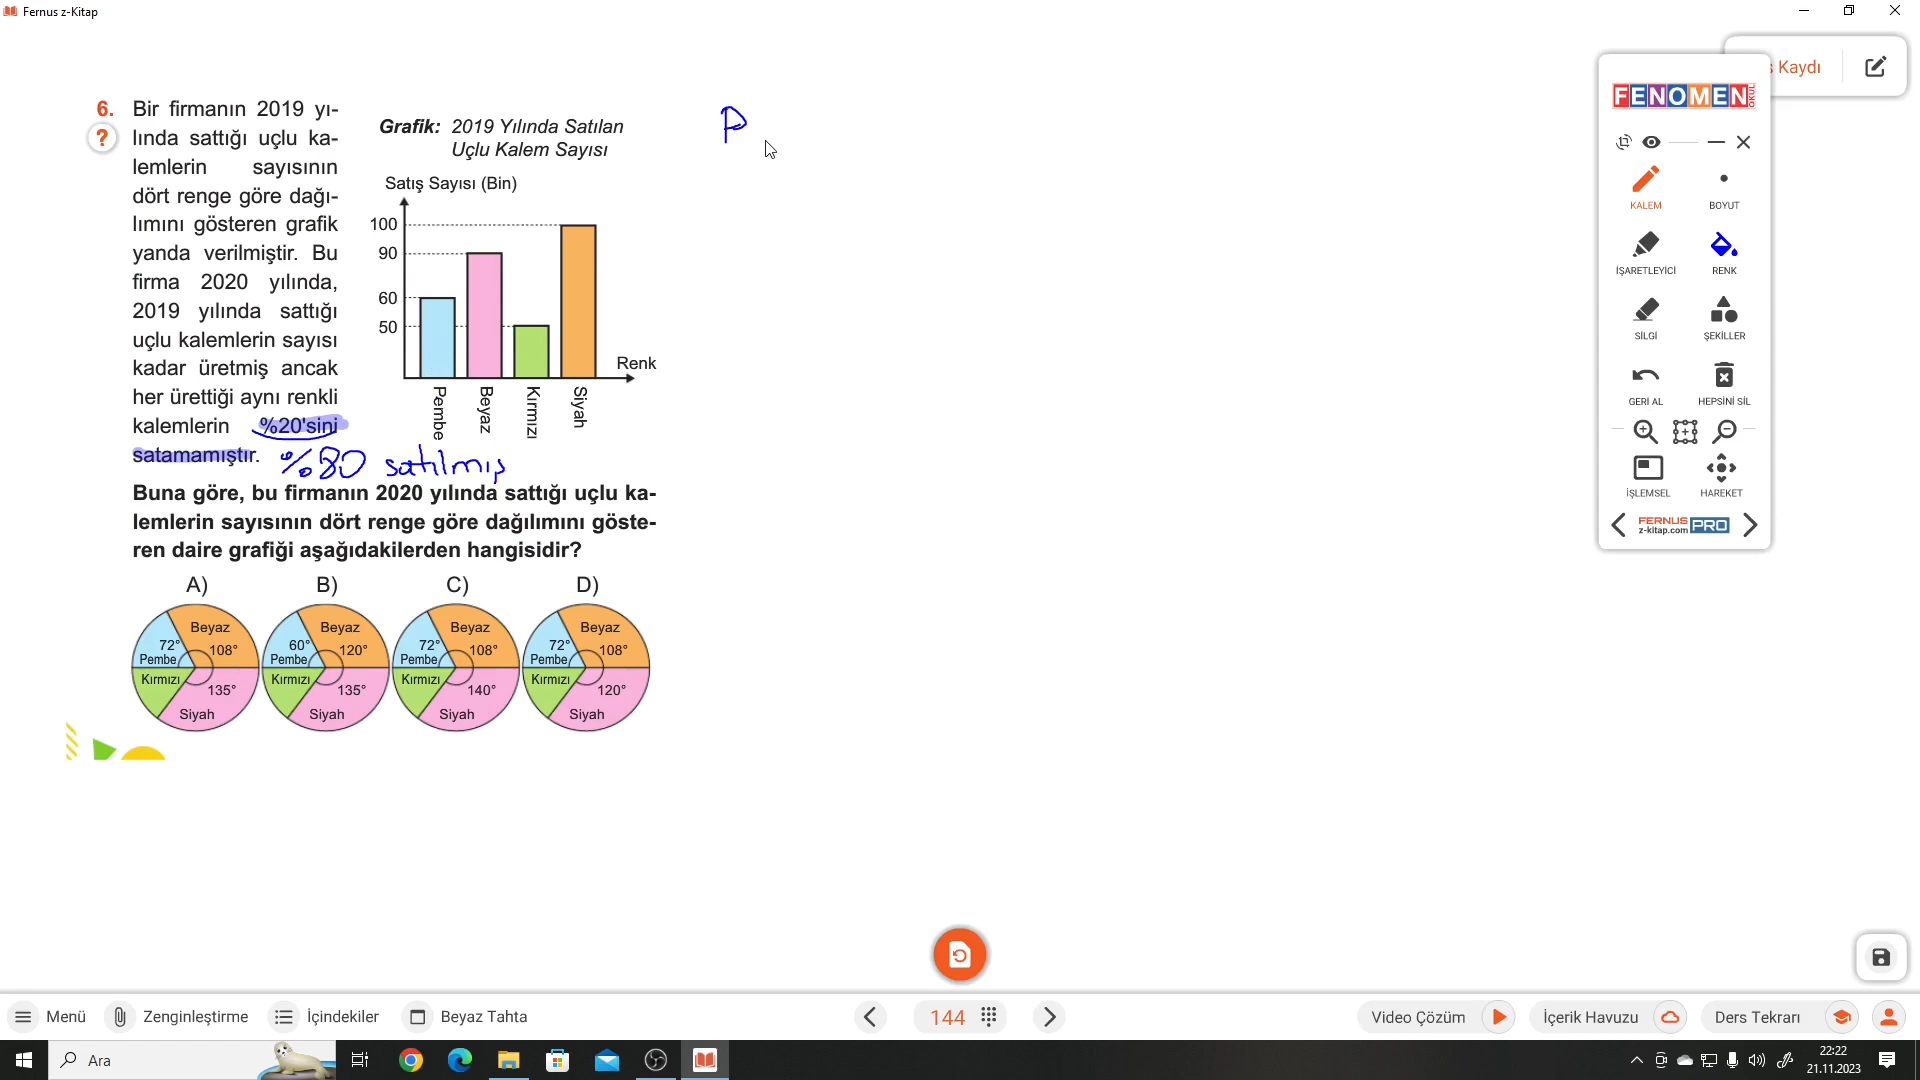 Fernus z-Kitap
6. Bir firmanın 2019 yı-
lında sattığı uçlu ka-
lemlerin sayısının
dört renge göre dağı-
lımını gösteren grafik
yanda verilmiştir. Bu
firma 2020 yılında,
2019 yılında sattığı
uçlu kalemlerin sayısı
kadar üretmiş ancak
her ürettiği aynı renkli
kalemlerin %20'sini
satamamıştır.
?
Grafik: 2019 Yılında Satılan
Uçlu Kalem Sayısı
Satış Sayısı (Bin)
100
90
60
50
Renk
Pembe
Beyaz
Kırmızı
Siyah
P
%80 satılmış
Buna göre, bu firmanın 2020 yılında sattığı uçlu ka-
lemlerin sayısının dört renge göre dağılımını göste-
ren daire grafiği aşağıdakilerden hangisidir?
A) B) C) D)
Beyaz
72° 108°
Pembe
Kırmızı
135°
Siyah
Beyaz
60° 120°
Pembe
Kırmızı
135°
Siyah
Beyaz
72° 108°
Pembe
Kırmızı
140°
Siyah
Beyaz
72° 108°
Pembe
Kırmızı
120°
Siyah
Kaydı
FENOMEN OKUL
KALEM BOYUT
İŞARETLEYİCİ RENK
SİLGİ ŞEKİLLER
GERİ AL HEPSİNİ SİL
İŞLEMSEL HAREKET
FERNUS PRO
z-kitap.com
Menü Zenginleştirme İçindekiler Beyaz Tahta 144 Video Çözüm İçerik Havuzu Ders Tekrarı
Ara
22:22
21.11.2023